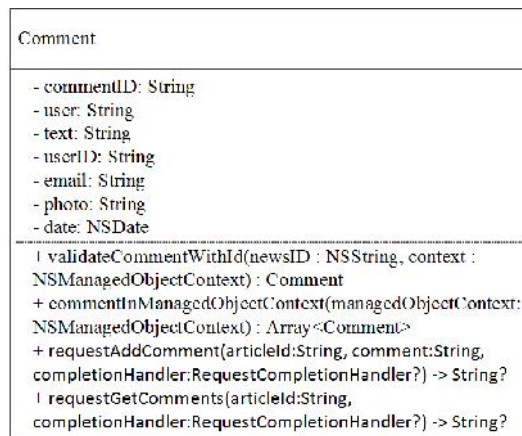 Comment
- commentID: String
- user: String
- text: String
- userID: String
- email: String
- photo: String
- date: NSDate
+ validateCommentWithId(newsID : NSString, context :
NSManagedObjectContext) : Comment
+ commentInManagedObjectContext(managedObjectContext:
NSManagedObjectContext) : Array<Comment>
+ requestAddComment(articleId:String, comment:String,
completionHandler:RequestCompletionHandler?) -> String?
+ requestGetComments(articleId:String,
completionHandler:RequestCompletionHandler?) -> String?